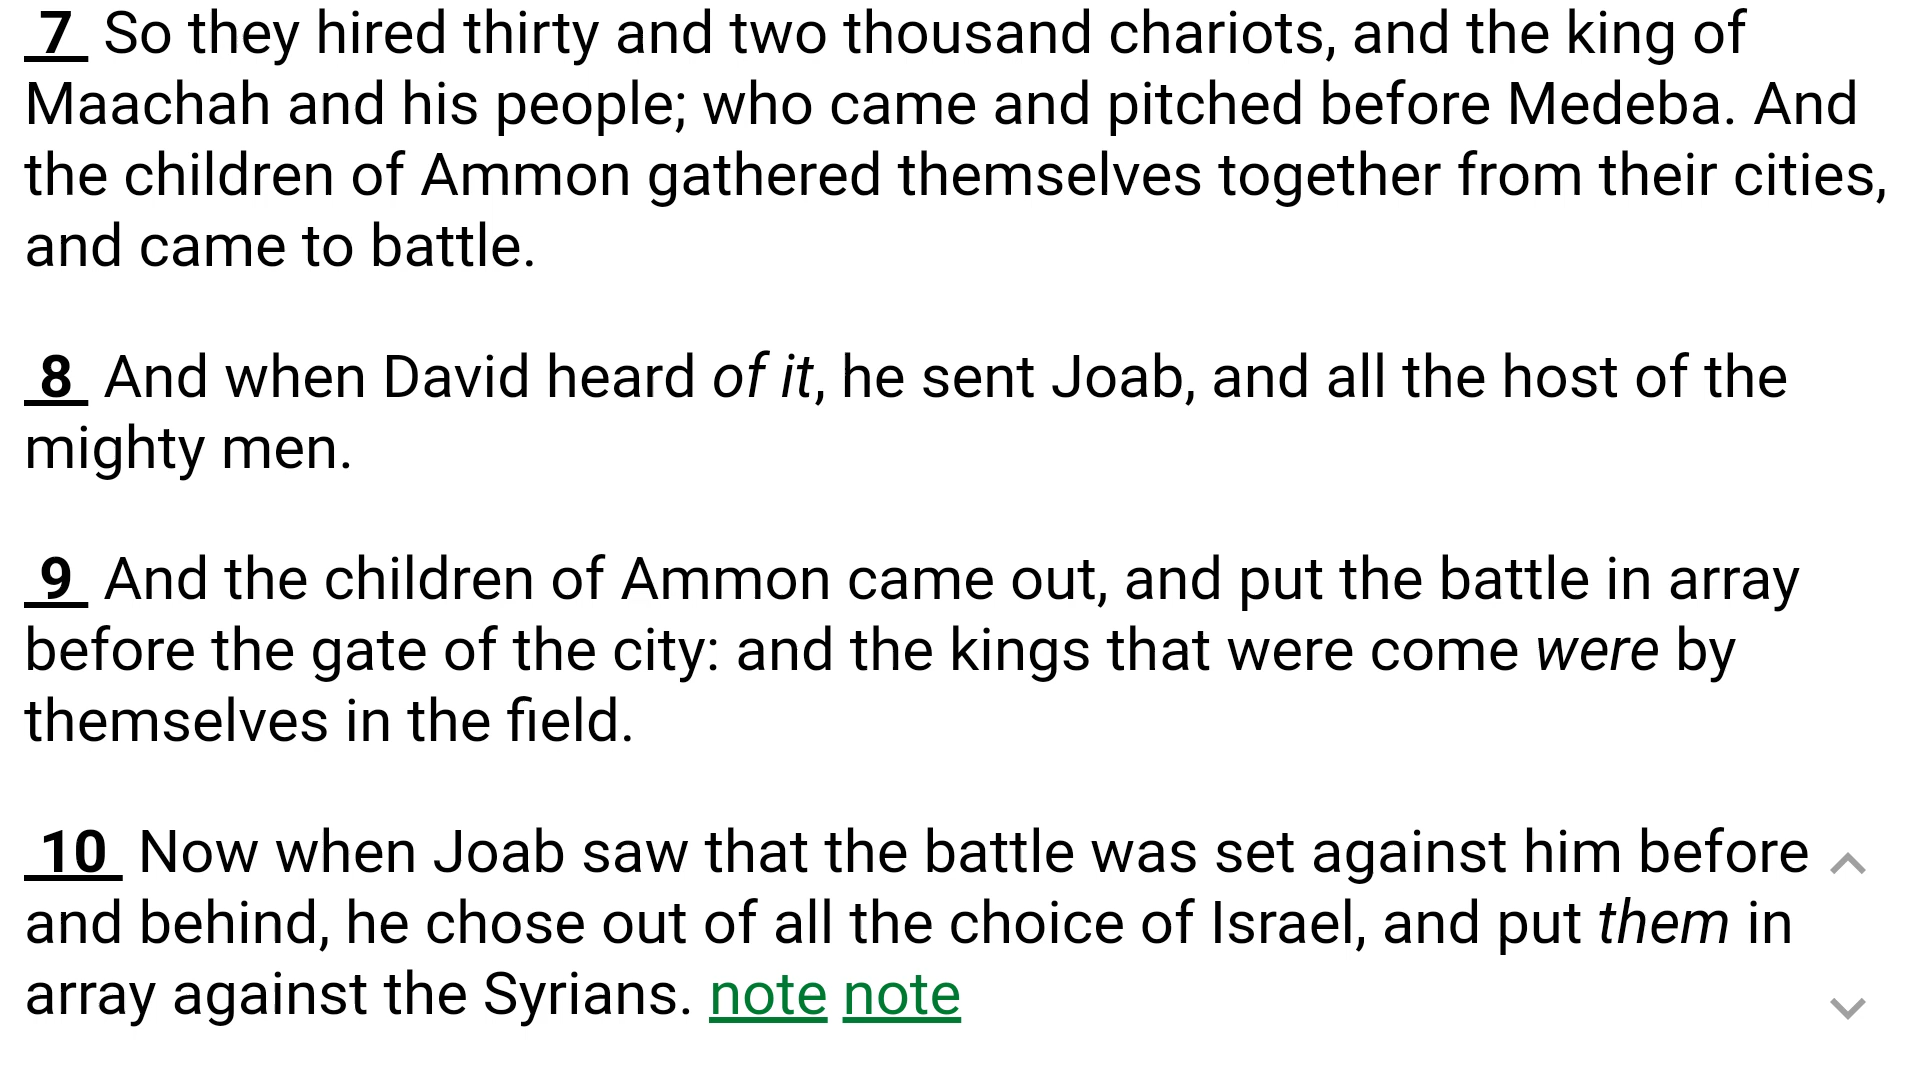 7 So they hired thirty and two thousand chariots, and the king of
Maachah and his people; who came and pitched before Medeba. And
the children of Ammon gathered themselves together from their cities,
and came to battle.
8 And when David heard of it, he sent Joab, and all the host of the
mighty men.
9 And the children of Ammon came out, and put the battle in array
before the gate of the city: and the kings that were come were by
themselves in the field.
10 Now when Joab saw that the battle was set against him before
and behind, he chose out of all the choice of Israel, and put them in
array against the Syrians. note note